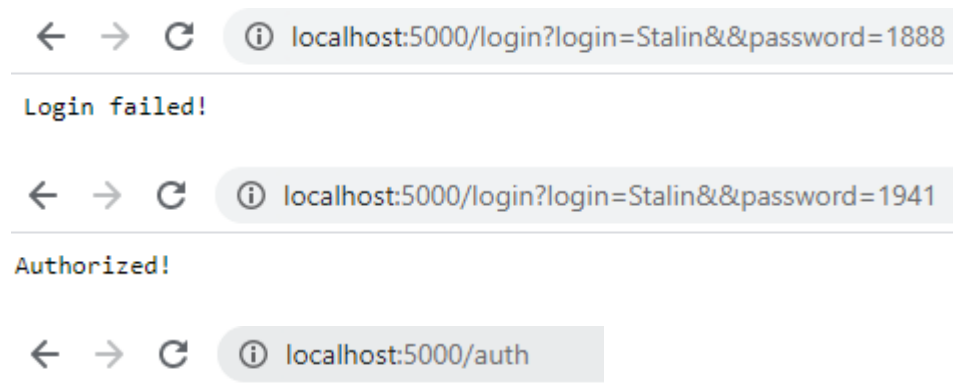 localhost:5000/login?login=Stalin&&password=1888
Login failed!
localhost:5000/login?login=Stalin&&password=1941
Authorized!
localhost:5000/auth